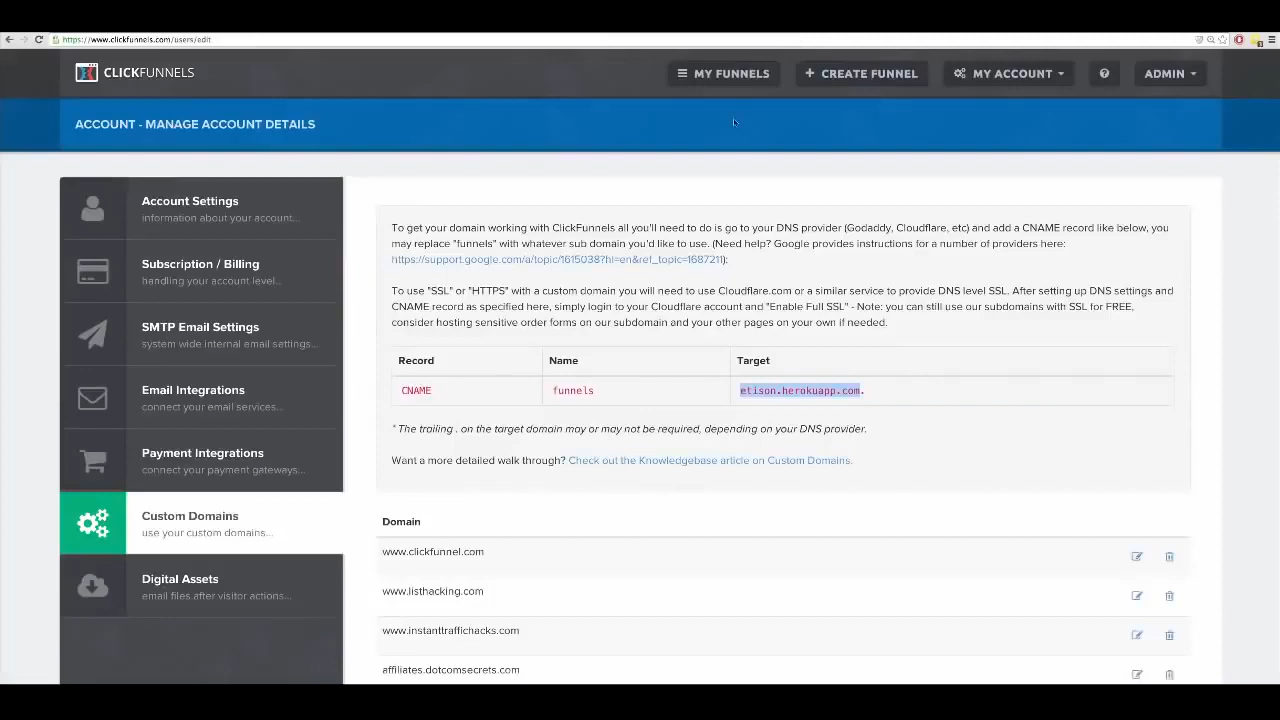 https://www.clickfunnels.com/users/edit
CLICKFUNNELS
MY FUNNELS
CREATE FUNNEL
MY ACCOUNT
ADMIN
ACCOUNT - MANAGE ACCOUNT DETAILS
Account Settings
information about your account...
Subscription / Billing
handling your account level...
SMTP Email Settings
system wide internal email settings...
Email Integrations
connect your email services...
Payment Integrations
connect your payment gateways...
Custom Domains
use your custom domains...
Digital Assets
email files after visitor actions...
To get your domain working with ClickFunnels all you'll need to do is go to your DNS provider (Godaddy, Cloudflare, etc) and add a CNAME record like below, you
may replace "funnels" with whatever sub domain you'd like to use. (Need help? Google provides instructions for a number of providers here:
https://support.google.com/a/topic/1615038?hl=en&ref_topic=1687211):
To use "SSL" or "HTTPS" with a custom domain you will need to use Cloudflare.com or a similar service to provide DNS level SSL. After setting up DNS settings and
CNAME record as specified here, simply login to your Cloudflare account and "Enable Full SSL" - Note: you can still use our subdomains with SSL for FREE,
consider hosting sensitive order forms on our subdomain and your other pages on your own if needed.
Record Name Target
CNAME funnels etison.herokuapp.com.
* The trailing . on the target domain may or may not be required, depending on your DNS provider.
Want a more detailed walk through? Check out the Knowledgebase article on Custom Domains.
Domain
www.clickfunnel.com
www.listhacking.com
www.instanttraffichacks.com
affiliates.dotcomsecrets.com